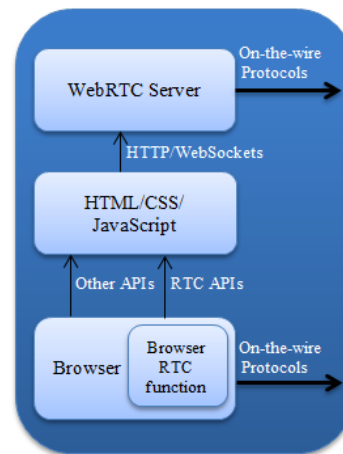 On-the-wire
Protocols
WebRTC Server
HTTP/WebSockets
HTML/CSS/
JavaScript
Other APIs
RTC APIs
Browser
Browser
RTC
function
On-the-wire
Protocols